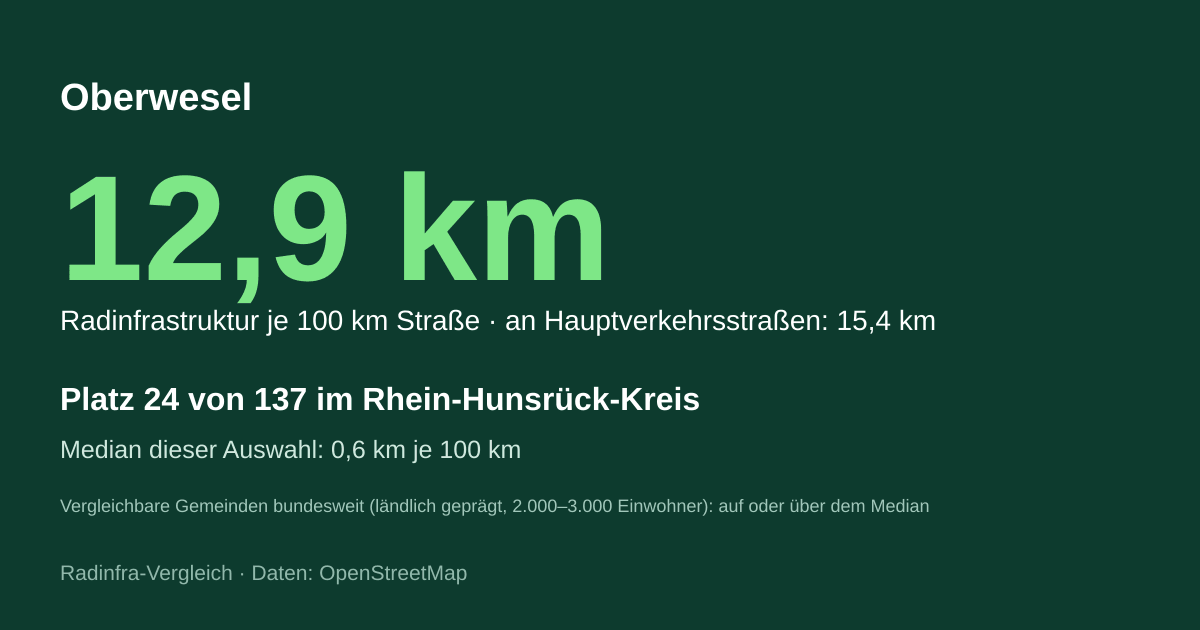 Oberwesel
12,9 km
Radinfrastruktur je 100 km Straße · an Hauptverkehrsstraßen: 15,4 km
Platz 24 von 137 im Rhein-Hunsrück-Kreis
Median dieser Auswahl: 0,6 km je 100 km
Vergleichbare Gemeinden bundesweit (ländlich geprägt, 2.000–3.000 Einwohner): auf oder über dem Median
Radinfra-Vergleich · Daten: OpenStreetMap